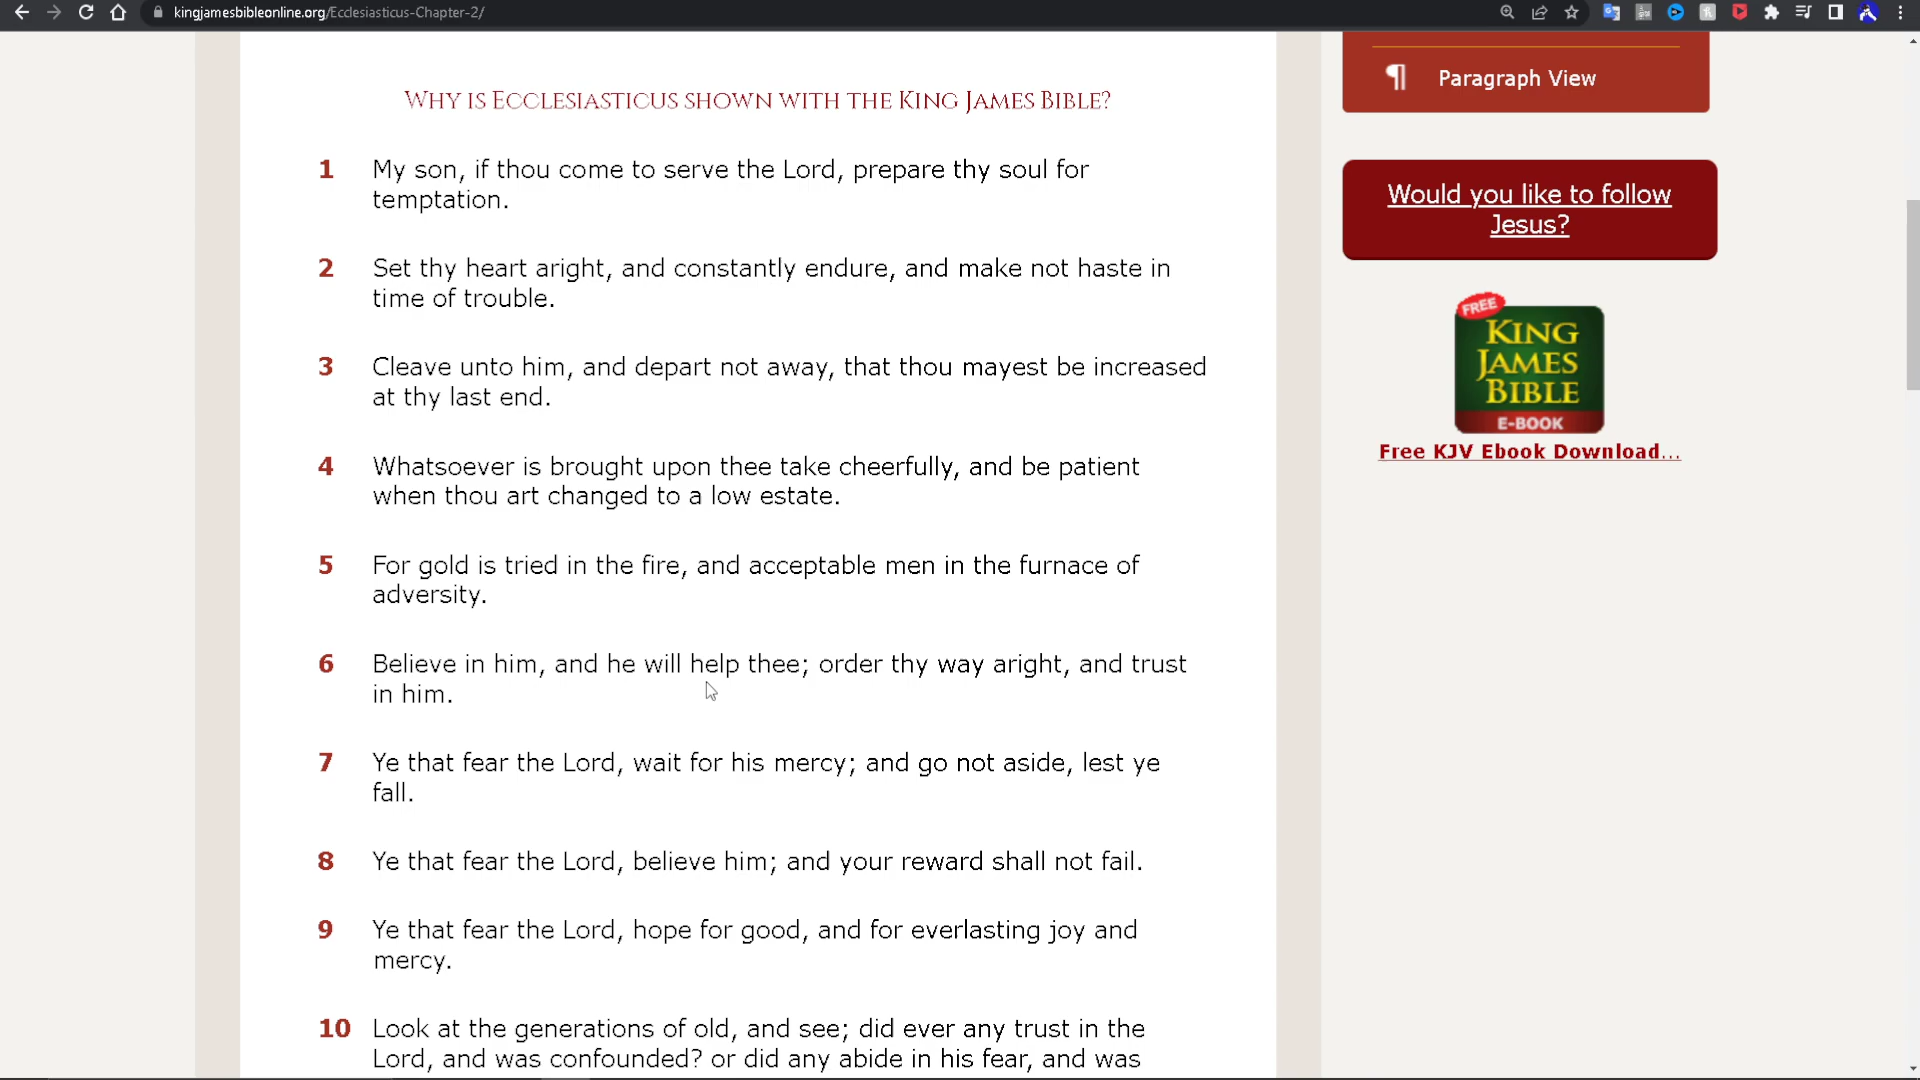 kingjamesbibleonline.org/Ecclesiasticus-Chapter-2/
Why is Ecclesiasticus shown with the King James Bible?
1 My son, if thou come to serve the Lord, prepare thy soul for
temptation.
2 Set thy heart aright, and constantly endure, and make not haste in
time of trouble.
3 Cleave unto him, and depart not away, that thou mayest be increased
at thy last end.
4 Whatsoever is brought upon thee take cheerfully, and be patient
when thou art changed to a low estate.
5 For gold is tried in the fire, and acceptable men in the furnace of
adversity.
6 Believe in him, and he will help thee; order thy way aright, and trust
in him.
7 Ye that fear the Lord, wait for his mercy; and go not aside, lest ye
fall.
8 Ye that fear the Lord, believe him; and your reward shall not fail.
9 Ye that fear the Lord, hope for good, and for everlasting joy and
mercy.
10 Look at the generations of old, and see; did ever any trust in the
Lord, and was confounded? or did any abide in his fear, and was
¶ Paragraph View
Would you like to follow
Jesus?
FREE
KING
JAMES
BIBLE
E-BOOK
Free KJV Ebook Download...